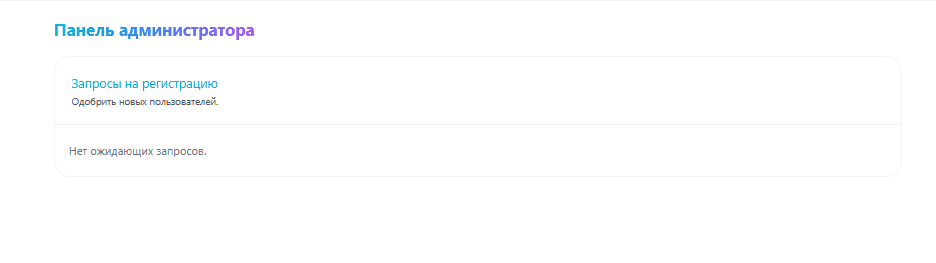 Панель администратора
Запросы на регистрацию
Одобрить новых пользователей.
Нет ожидающих запросов.